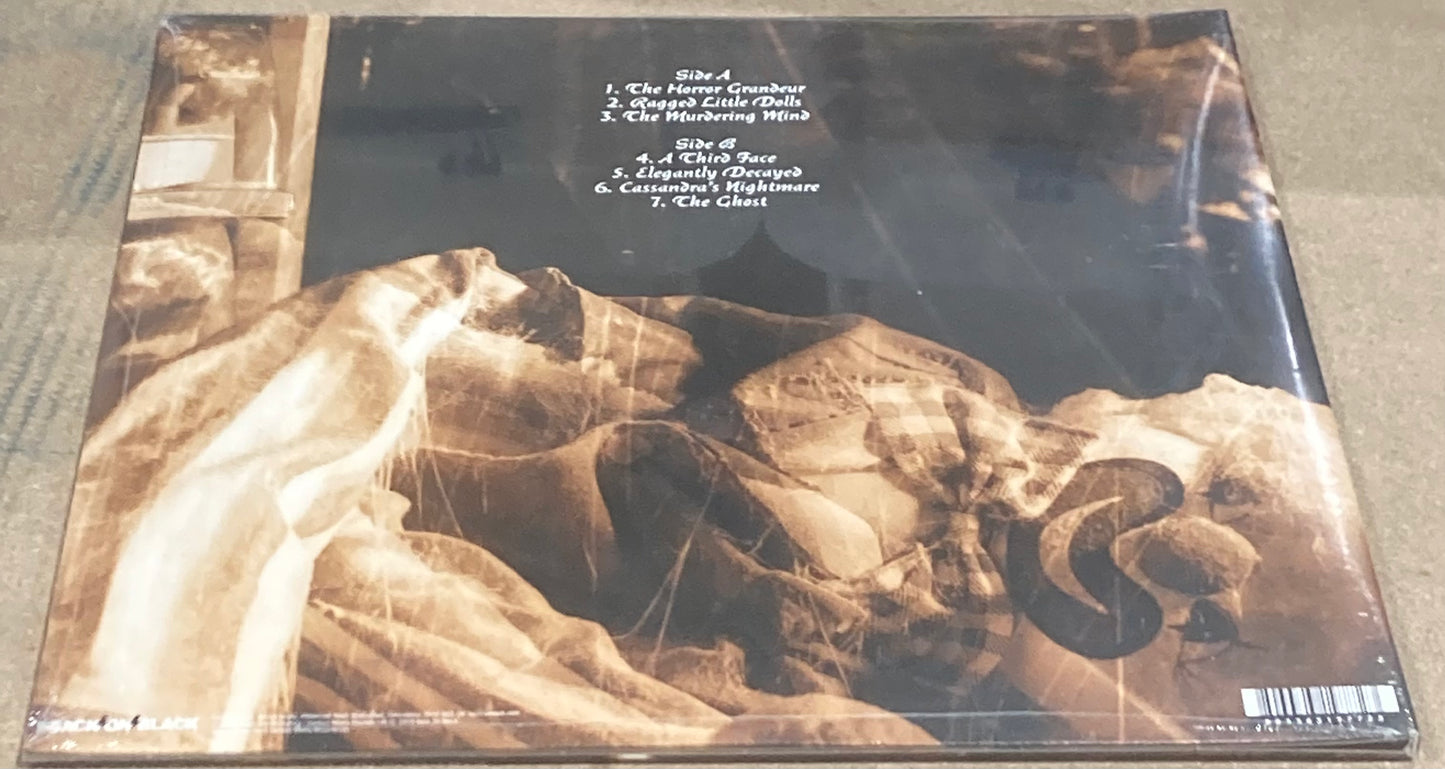 Side A
1. The Horror Grandeur
2. Ragged Little Dolls
3. The Murdering Mind
Side B
4. A Third Face
5. Elegantly Decayed
6. Cassandra's Nightmare
7. The Ghost
BACK ON BLACK